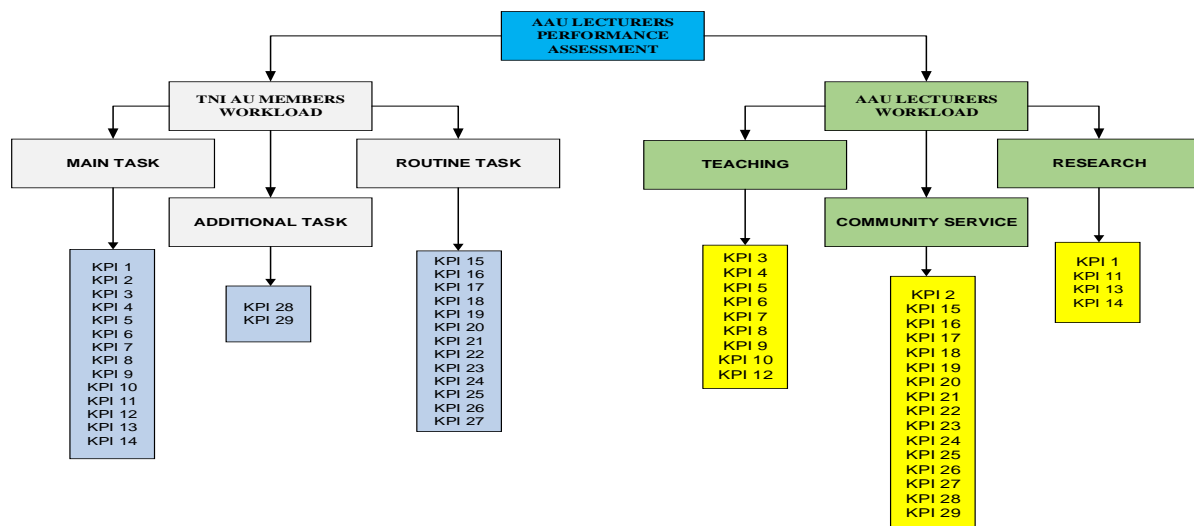 AAU LECTURERS
PERFORMANCE
ASSESSMENT
TNI AU MEMBERS
WORKLOAD
AAU LECTURERS
WORKLOAD
MAIN TASK
ROUTINE TASK
TEACHING
RESEARCH
ADDITIONAL TASK
COMMUNITY SERVICE
KPI 1
KPI 2
KPI 3
KPI 4
KPI 5
KPI 6
KPI 7
KPI 8
KPI 9
KPI 10
KPI 11
KPI 12
KPI 13
KPI 14
KPI 28
KPI 29
KPI 15
KPI 16
KPI 17
KPI 18
KPI 19
KPI 20
KPI 21
KPI 22
KPI 23
KPI 24
KPI 25
KPI 26
KPI 27
KPI 3
KPI 4
KPI 5
KPI 6
KPI 7
KPI 8
KPI 9
KPI 10
KPI 12
KPI 2
KPI 15
KPI 16
KPI 17
KPI 18
KPI 19
KPI 20
KPI 21
KPI 22
KPI 23
KPI 24
KPI 25
KPI 26
KPI 27
KPI 28
KPI 29
KPI 1
KPI 11
KPI 13
KPI 14